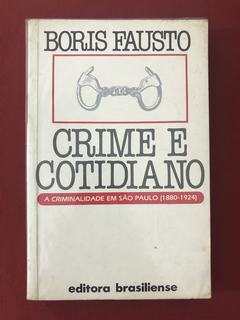 BORIS FAUSTO
CRIME E
COTIDIANO
A CRIMINALIDADE EM SÃO PAULO (1880-1924)
editora brasiliense